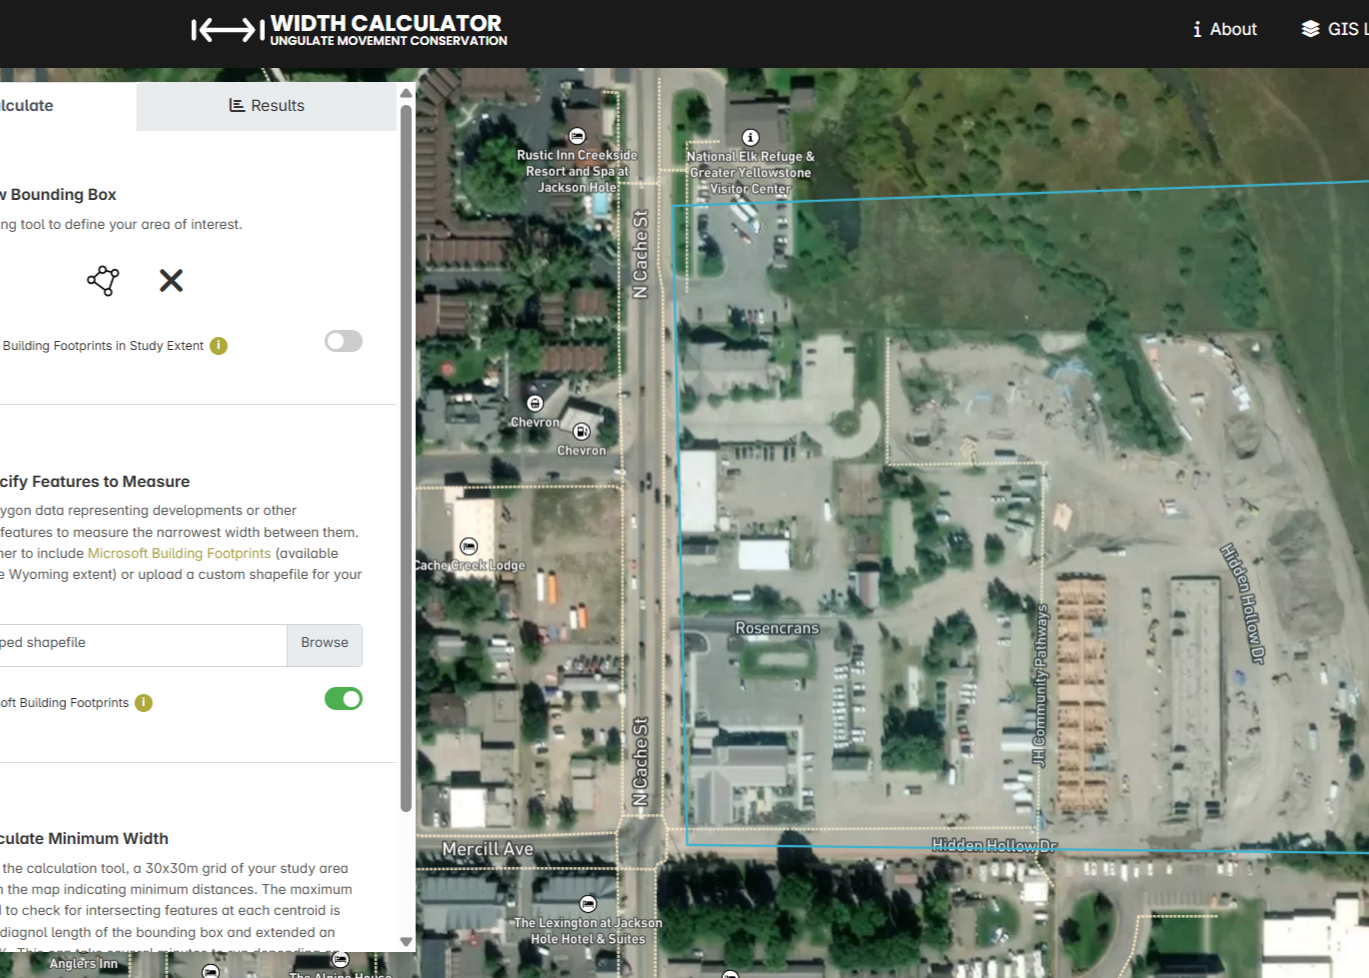 WIDTH CALCULATOR
UNGULATE MOVEMENT CONSERVATION
About
GIS L
lculate
Results
w Bounding Box
ng tool to define your area of interest.
Building Footprints in Study Extent
cify Features to Measure
ygon data representing developments or other
features to measure the narrowest width between them.
ner to include Microsoft Building Footprints (available
e Wyoming extent) or upload a custom shapefile for your
ped shapefile
Browse
oft Building Footprints
culate Minimum Width
the calculation tool, a 30x30m grid of your study area
n the map indicating minimum distances. The maximum
d to check for intersecting features at each centroid is
diagnol length of the bounding box and extended an
Rustic Inn Creekside
Resort and Spa at
Jackson Hole
National Elk Refuge &
Greater Yellowstone
Visitor Center
N Cache St
Chevron
Chevron
Cache Creek Lodge
Rosencrans
JH Community Pathways
Hidden Hollow Dr
N Cache St
Mercill Ave
Hidden Hollow Dr
The Lexington at Jackson
Hole Hotel & Suites
Anglers Inn
The Alpine House